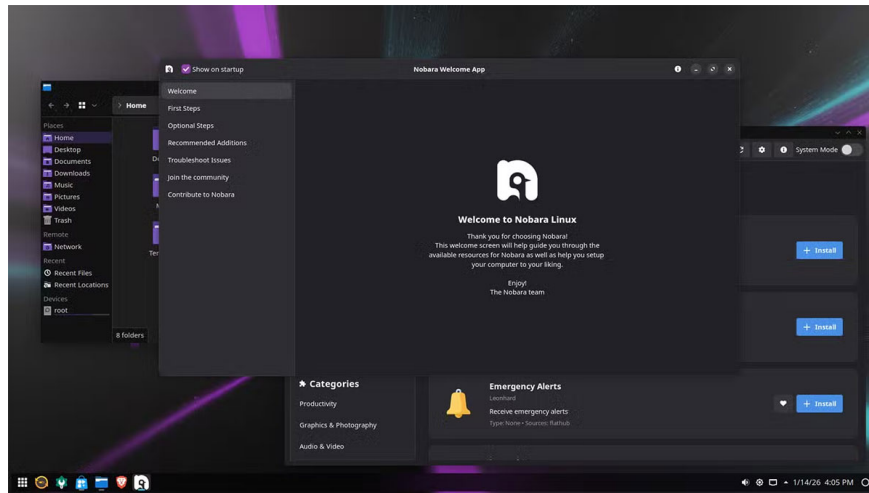 Show on startup
Nobara Welcome App
Welcome
First Steps
Optional Steps
Recommended Additions
Troubleshoot Issues
Join the community
Contribute to Nobara
Welcome to Nobara Linux
Thank you for choosing Nobara!
This welcome screen will help guide you through the
available resources for Nobara as well as help you setup
your computer to your liking.
Enjoy!
The Nobara team
> Home
Places
Home
Desktop
Documents
Downloads
Music
Pictures
Videos
Trash
Remote
Network
Recent
Recent Files
Recent Locations
Devices
root
8 folders
System Mode
+ Install
+ Install
Categories
Productivity
Graphics & Photography
Audio & Video
Emergency Alerts
Leonhard
Receive emergency alerts
Type: None • Sources: flathub
+ Install
1/14/26 4:05 PM